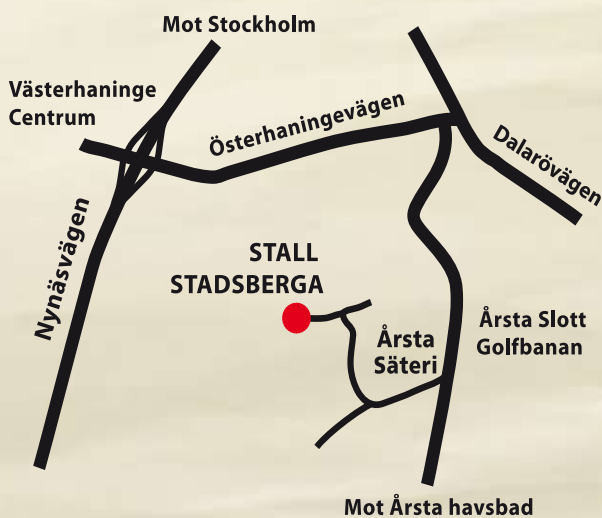 Mot Stockholm
Västerhaninge
Centrum
Österhaningevägen
Dalarövägen
Nynäsvägen
STALL
STADSBERGA
Årsta
Säteri
Årsta Slott
Golfbanan
Mot Årsta havsbad